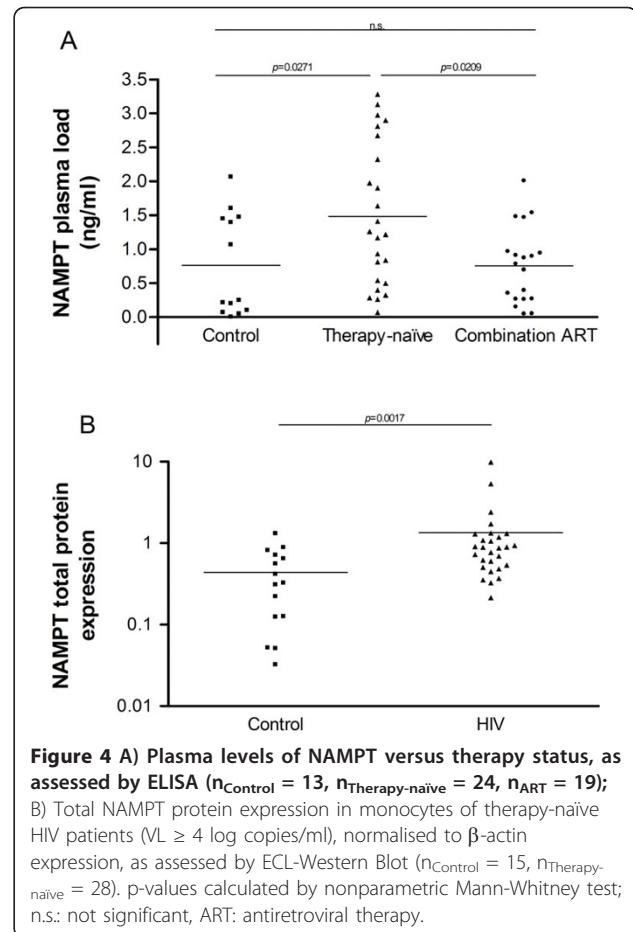 A
n.s.
p=0.0271
p=0.0209
NAMPT plasma load
(ng/ml)
3.5
3.0
2.5
2.0
1.5
1.0
0.5
0.0
Control
Therapy-naïve
Combination ART
B
p=0.0017
NAMPT total protein
expression
10
1
0.1
0.01
Control
HIV
Figure 4 A) Plasma levels of NAMPT versus therapy status, as
assessed by ELISA (nControl = 13, nTherapy-naïve = 24, nART = 19);
B) Total NAMPT protein expression in monocytes of therapy-naïve
HIV patients (VL ≥ 4 log copies/ml), normalised to β-actin
expression, as assessed by ECL-Western Blot (nControl = 15, nTherapy-
naïve = 28). p-values calculated by nonparametric Mann-Whitney test;
n.s.: not significant, ART: antiretroviral therapy.